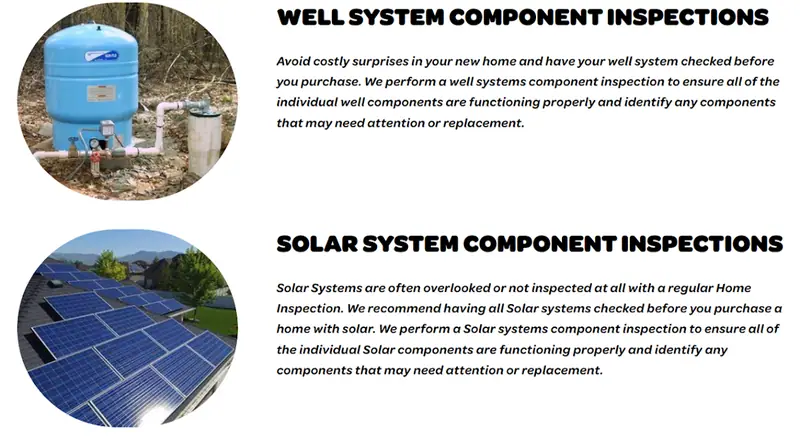 WELL SYSTEM COMPONENT INSPECTIONS
Avoid costly surprises in your new home and have your well system checked before
you purchase. We perform a well systems component inspection to ensure all of the
individual well components are functioning properly and identify any components
that may need attention or replacement.
SOLAR SYSTEM COMPONENT INSPECTIONS
Solar Systems are often overlooked or not inspected at all with a regular Home
Inspection. We recommend having all Solar systems checked before you purchase a
home with solar. We perform a Solar systems component inspection to ensure all of
the individual Solar components are functioning properly and identify any
components that may need attention or replacement.